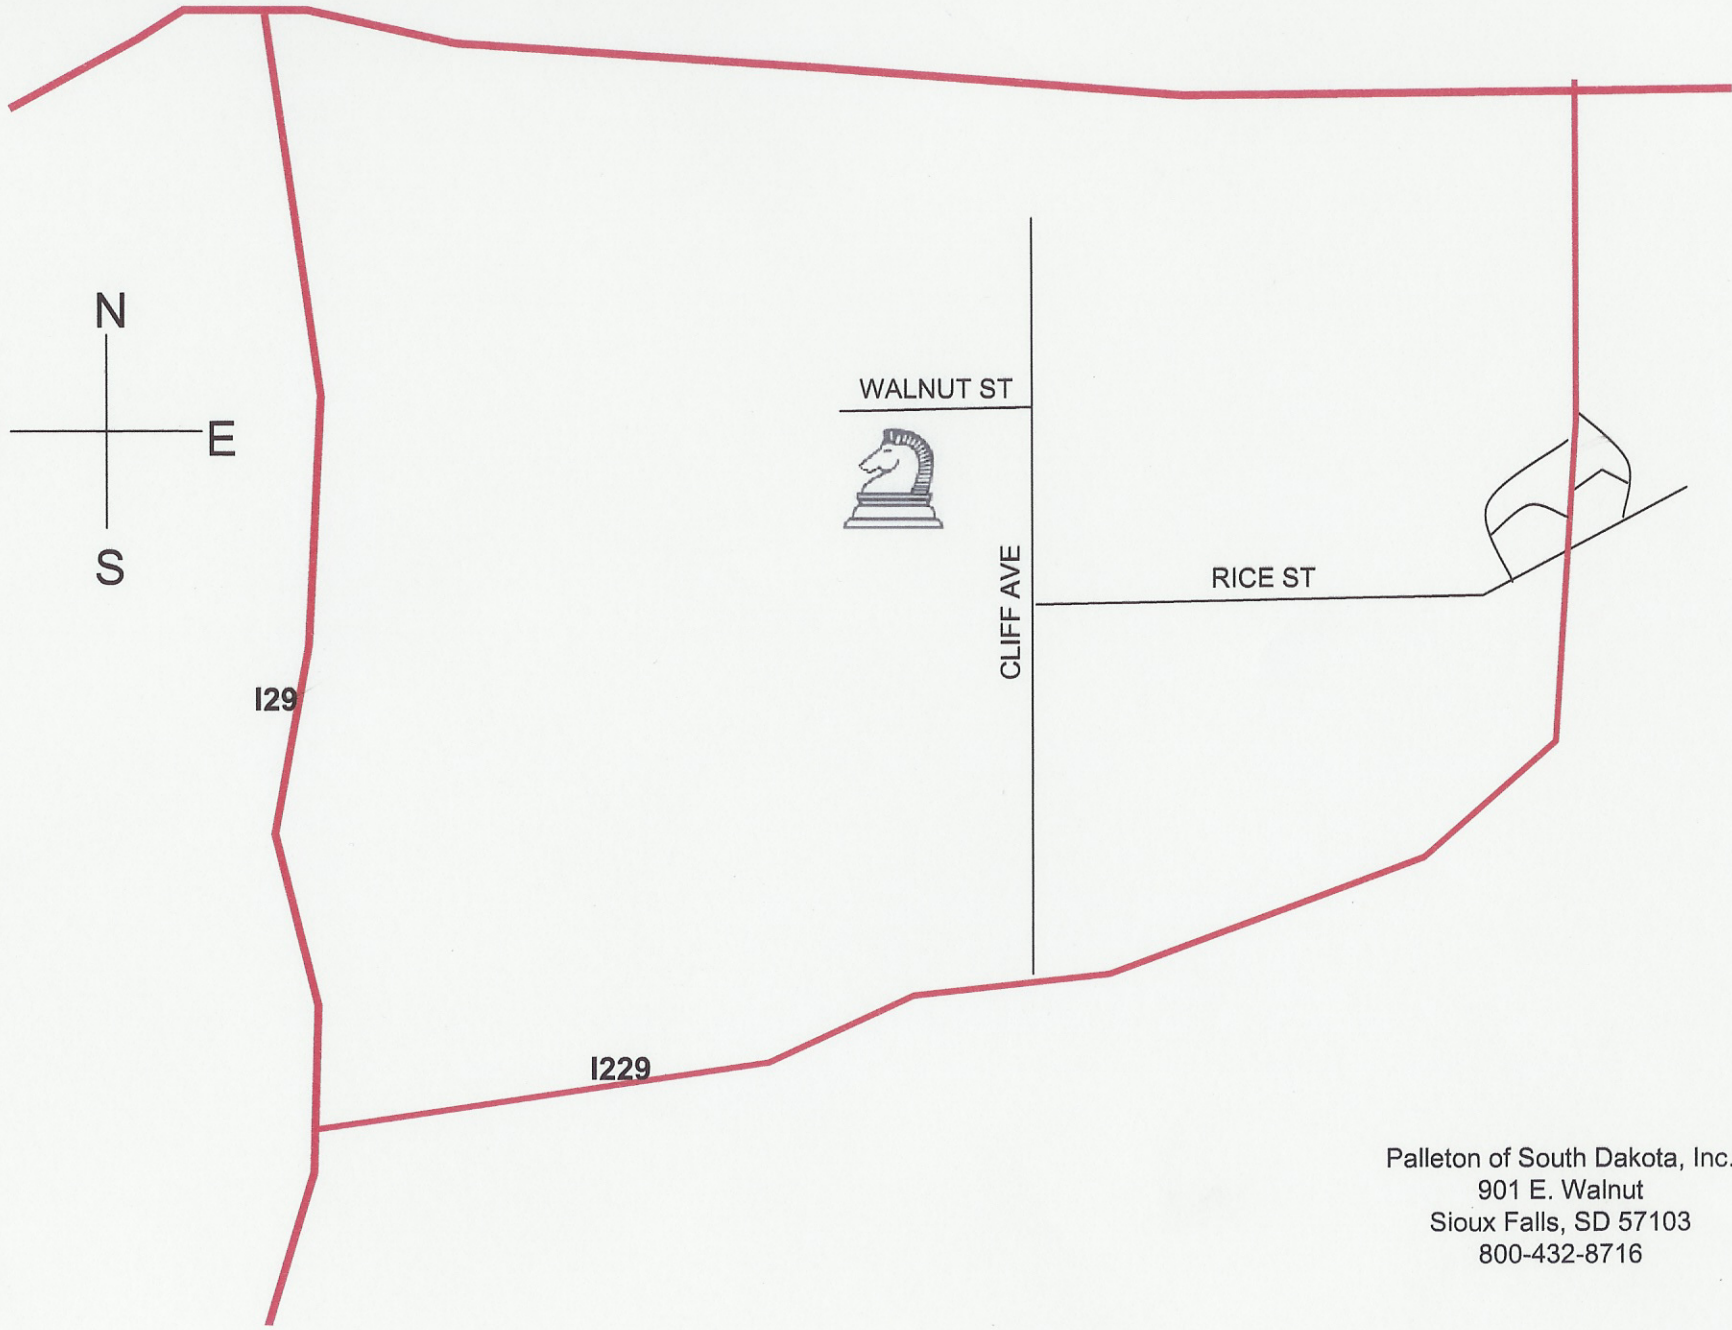 N
E
S
WALNUT ST
CLIFF AVE
RICE ST
I29
I229
Palleton of South Dakota, Inc.
901 E. Walnut
Sioux Falls, SD 57103
800-432-8716